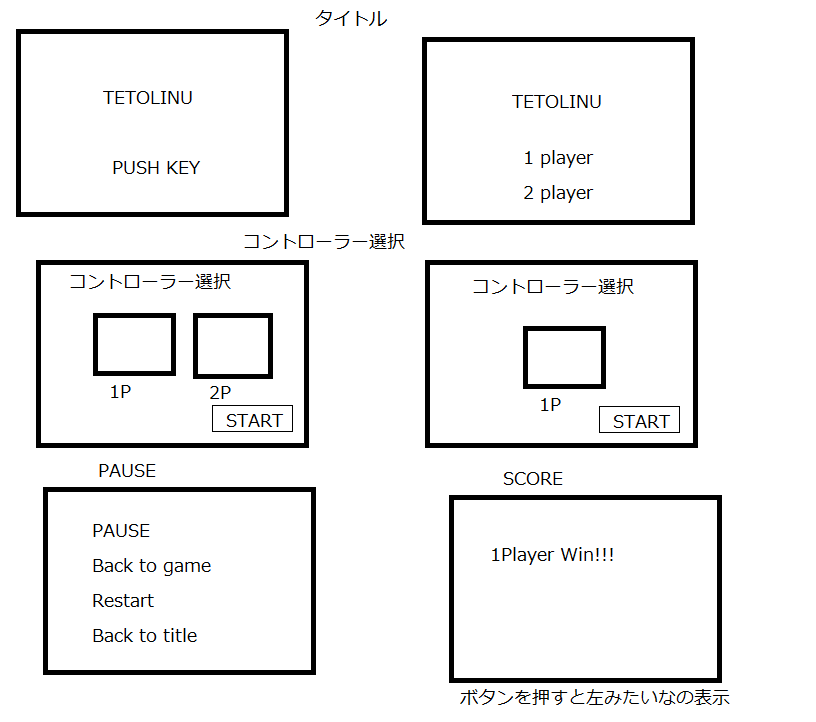 タイトル
TETOLINU
PUSH KEY
TETOLINU
1 player
2 player
コントローラー選択
コントローラー選択
1P
2P
START
コントローラー選択
1P
START
PAUSE
PAUSE
Back to game
Restart
Back to title
SCORE
1Player Win!!!
ボタンを押すと左みたいなの表示